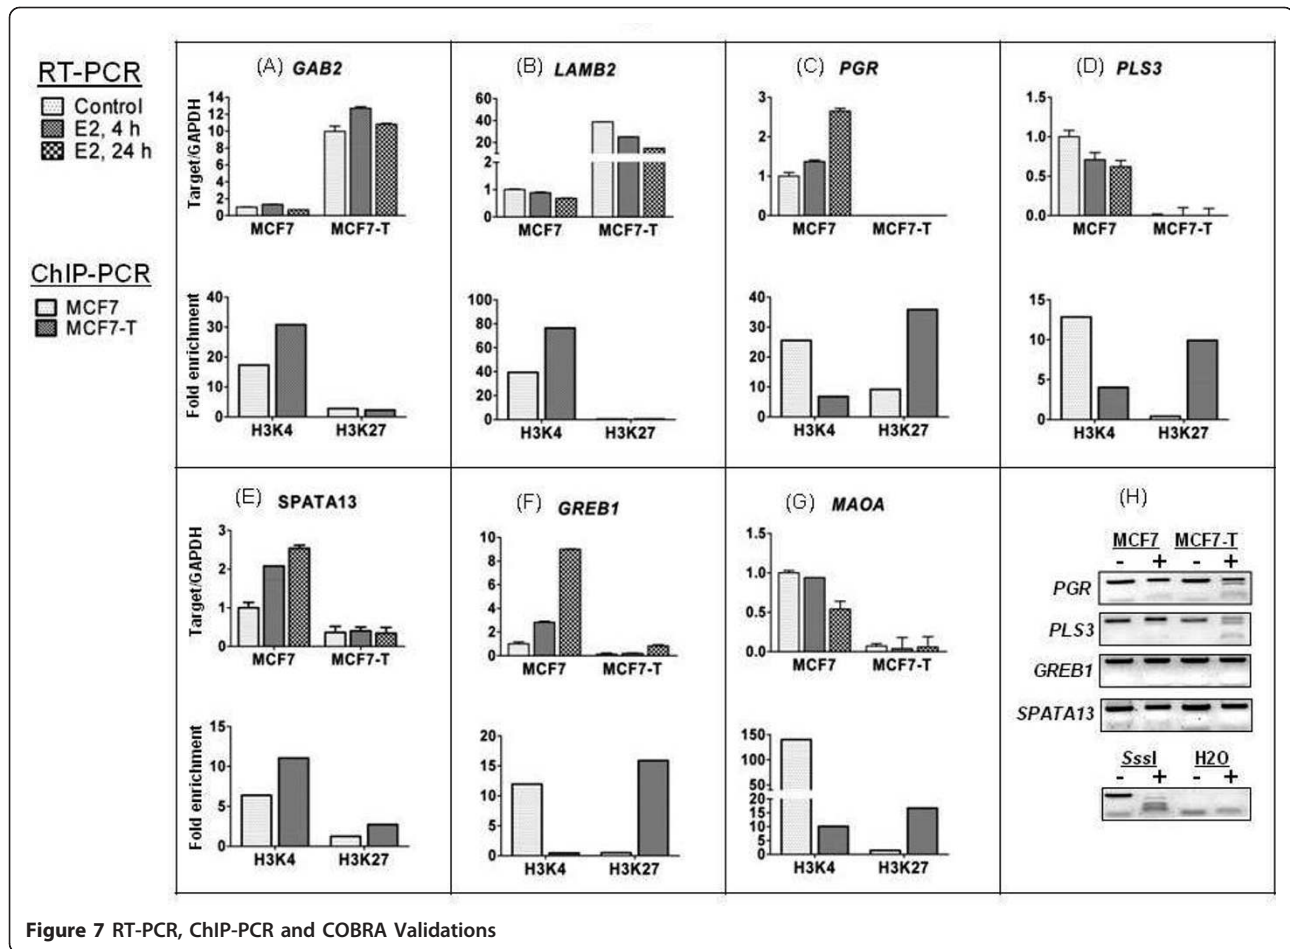 RT-PCR
Control
E2, 4 h
E2, 24 h
ChIP-PCR
MCF7
MCF7-T
(A) GAB2
Target/GAPDH
14
12
10
8
6
4
2
0
MCF7 MCF7-T
Fold enrichment
40
30
20
10
0
H3K4 H3K27
(B) LAMB2
60
40
20
2
1
0
MCF7 MCF7-T
100
80
60
40
20
0
H3K4 H3K27
(C) PGR
3
2
1
0
MCF7 MCF7-T
40
30
20
10
0
H3K4 H3K27
(D) PLS3
1.5
1.0
0.5
0.0
MCF7 MCF7-T
15
10
5
0
H3K4 H3K27
(E) SPATA13
Target/GAPDH
3
2
1
0
MCF7 MCF7-T
Fold enrichment
15
10
5
0
H3K4 H3K27
(F) GREB1
10
8
6
4
2
0
MCF7 MCF7-T
20
15
10
5
0
H3K4 H3K27
(G) MAOA
1.5
1.0
0.5
0.0
MCF7 MCF7-T
150
100
50
20
15
10
5
0
H3K4 H3K27
(H)
MCF7 MCF7-T
- + - +
PGR
PLS3
GREB1
SPATA13
SssI H2O
- + - +
Figure 7 RT-PCR, ChIP-PCR and COBRA Validations